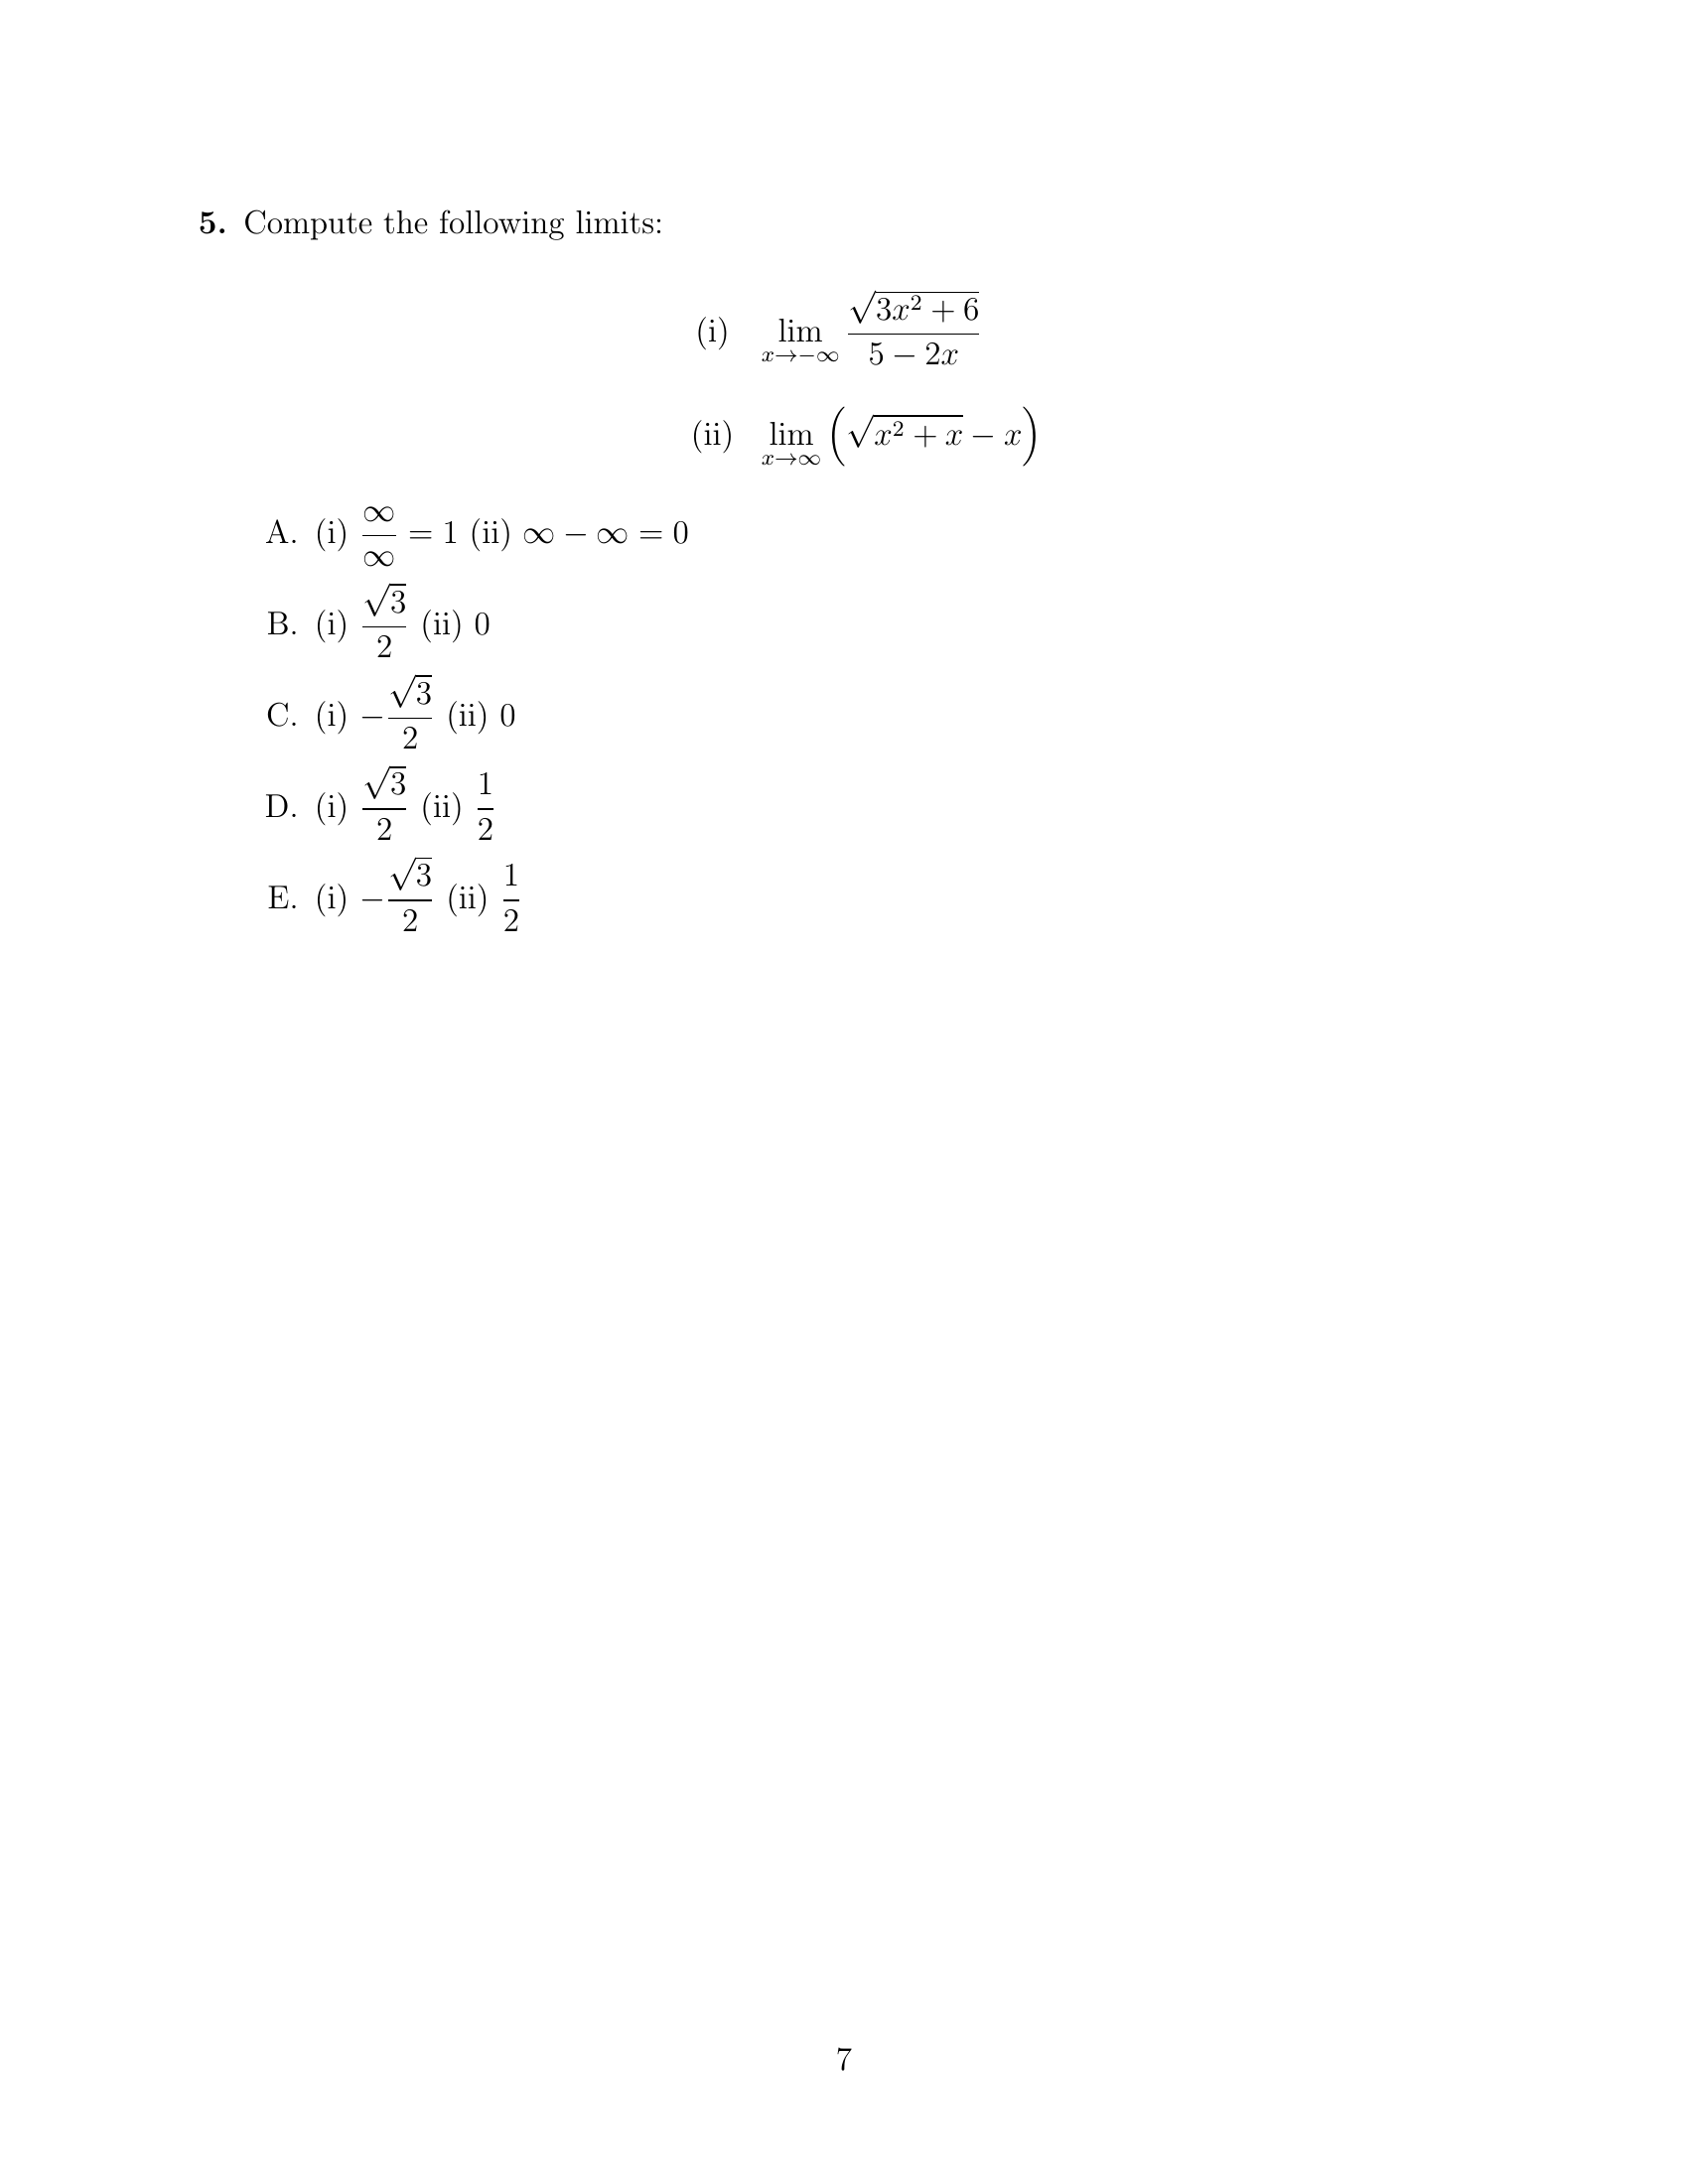 5. Compute the following limits:
(i) $\lim_{x \to -\infty} \frac{\sqrt{3x^2 + 6}}{5 - 2x}$
(ii) $\lim_{x \to \infty} \left( \sqrt{x^2 + x} - x \right)$
A. (i) $\frac{\infty}{\infty} = 1$ (ii) $\infty - \infty = 0$
B. (i) $\frac{\sqrt{3}}{2}$ (ii) 0
C. (i) $-\frac{\sqrt{3}}{2}$ (ii) 0
D. (i) $\frac{\sqrt{3}}{2}$ (ii) $\frac{1}{2}$
E. (i) $-\frac{\sqrt{3}}{2}$ (ii) $\frac{1}{2}$
7